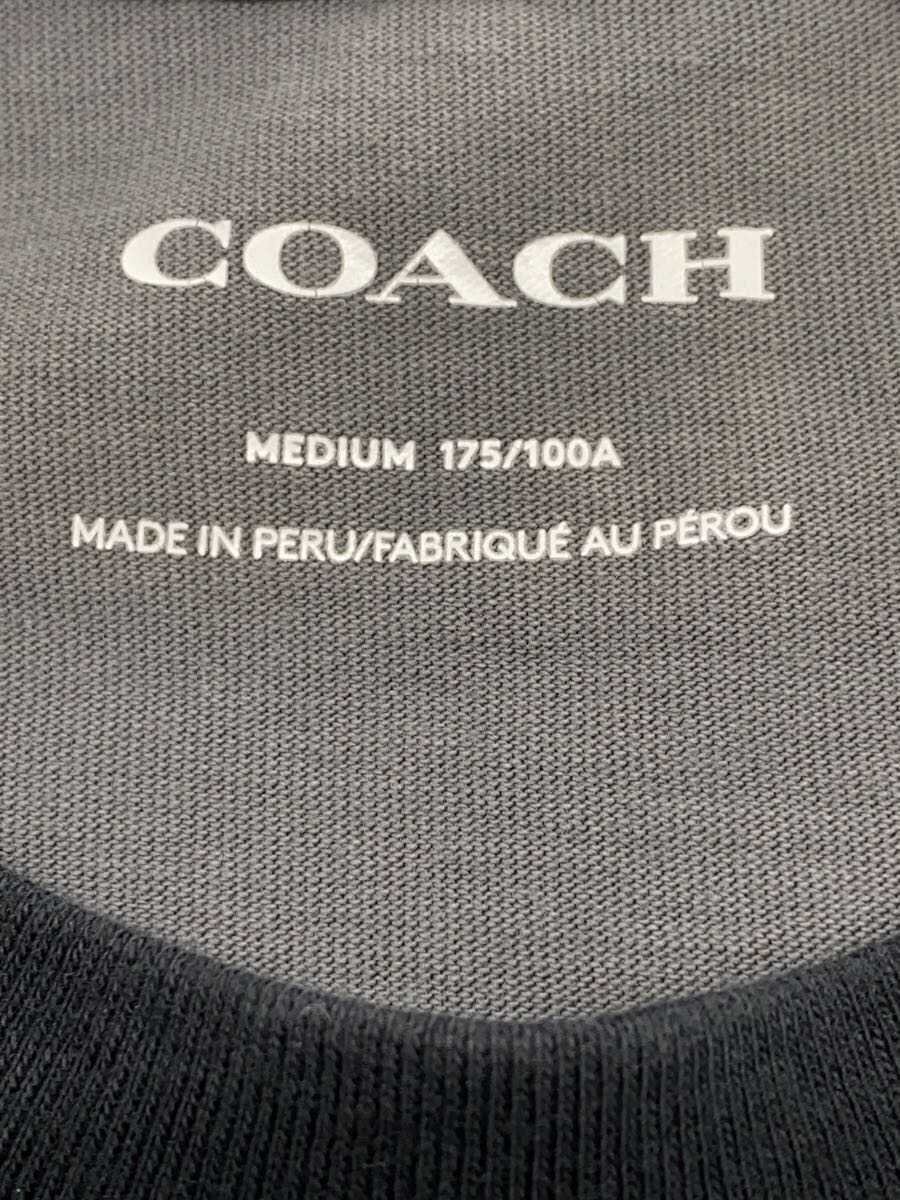 COACH
MEDIUM 175/100A
MADE IN PERU/FABRIQUÉ AU PÉROU